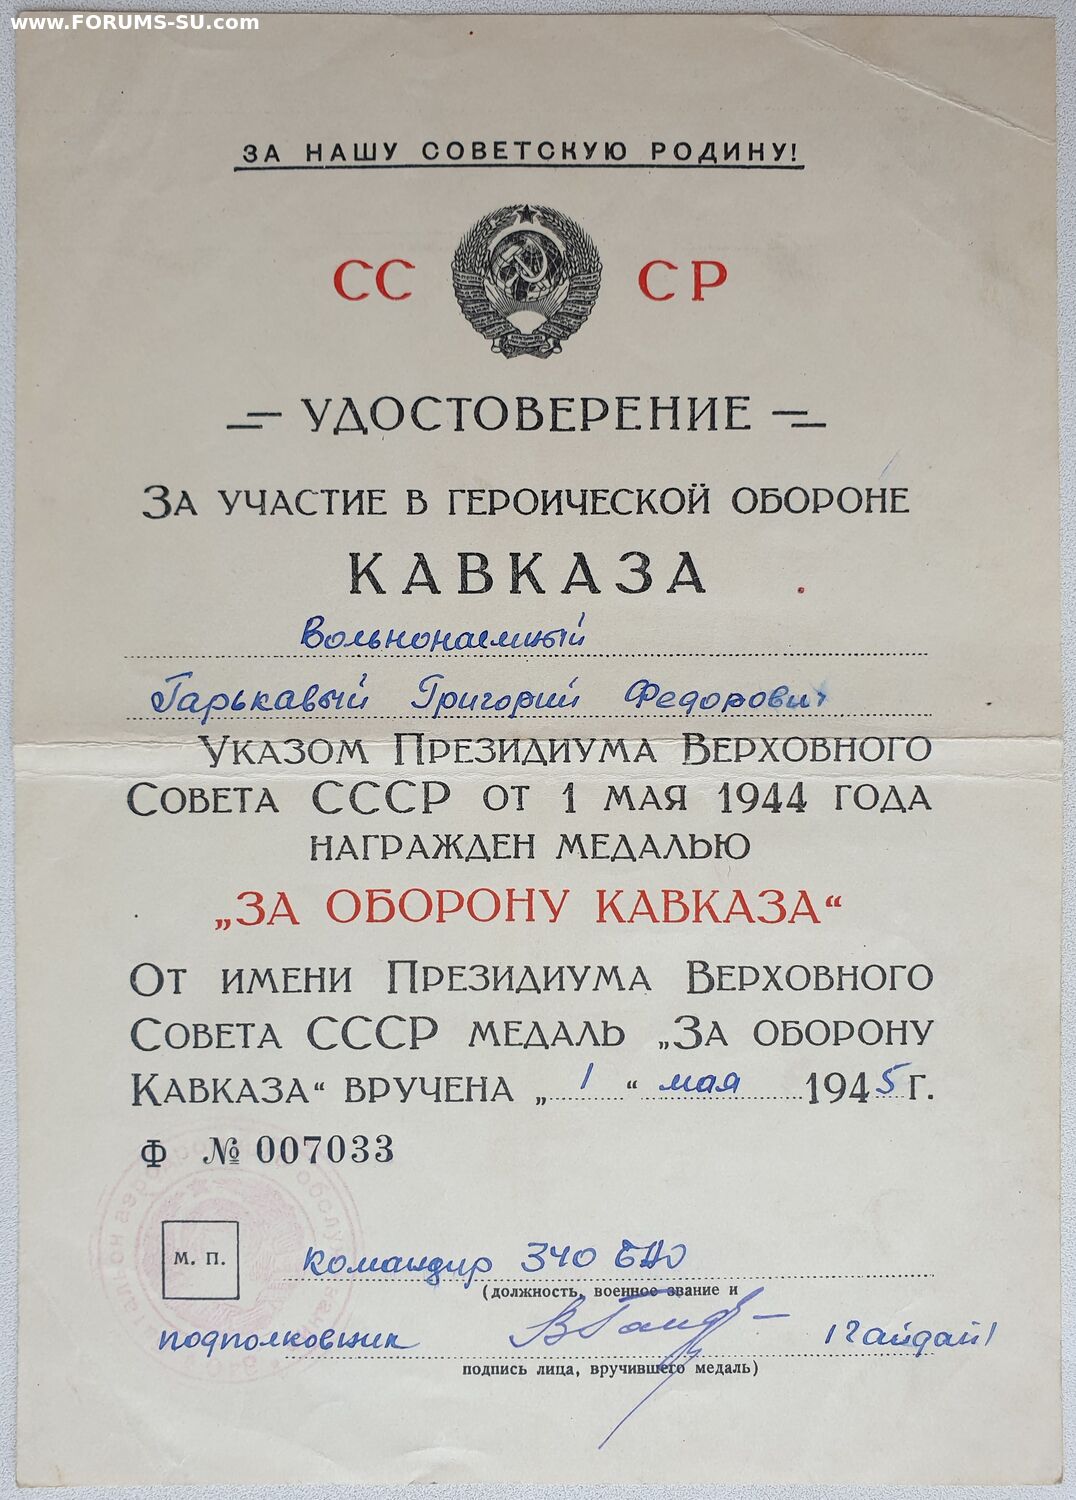 www.FORUMS-SU.com
ЗА НАШУ СОВЕТСКУЮ РОДИНУ!
СС СР
УДОСТОВЕРЕНИЕ
ЗА УЧАСТИЕ В ГЕРОИЧЕСКОЙ ОБОРОНЕ
КАВКАЗА
Вольнонаемный
Гарькавый Григорий Федорович
УКАЗОМ ПРЕЗИДИУМА ВЕРХОВНОГО
СОВЕТА СССР ОТ 1 МАЯ 1944 ГОДА
НАГРАЖДЕН МЕДАЛЬЮ
„ЗА ОБОРОНУ КАВКАЗА“
ОТ ИМЕНИ ПРЕЗИДИУМА ВЕРХОВНОГО
СОВЕТА СССР МЕДАЛЬ „ЗА ОБОРОНУ
КАВКАЗА“ ВРУЧЕНА „1“ мая 1945 Г.
Ф № 007033
М. П.
командир 340 БАО
(должность, военное звание и
подполковник /Гайдай/
подпись лица, вручившего медаль)